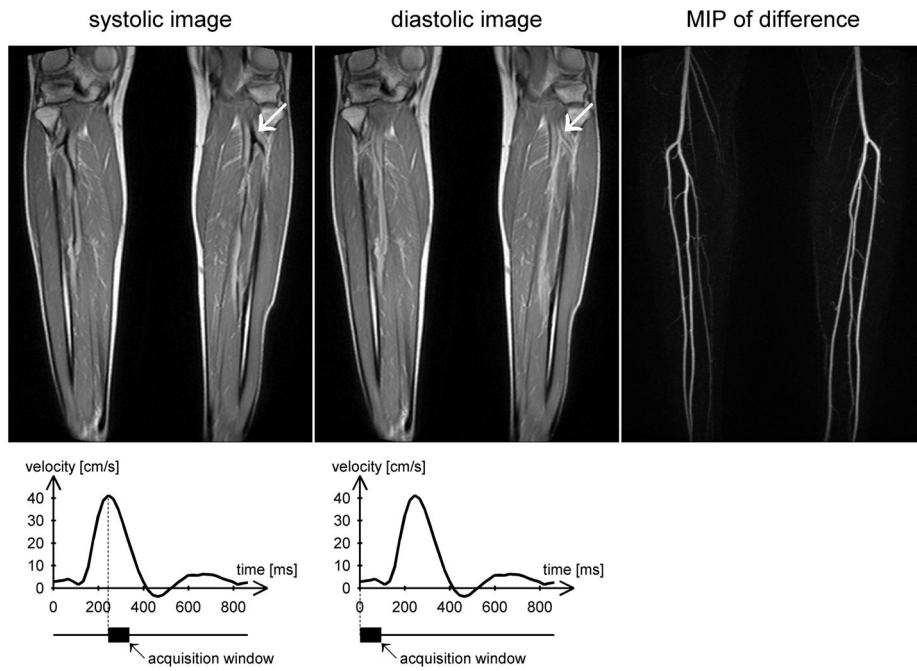 systolic image
diastolic image
MIP of difference
velocity [cm/s]
40
30
20
10
0
0 200 400 600 800
time [ms]
acquisition window
velocity [cm/s]
40
30
20
10
0
0 200 400 600 800
time [ms]
acquisition window